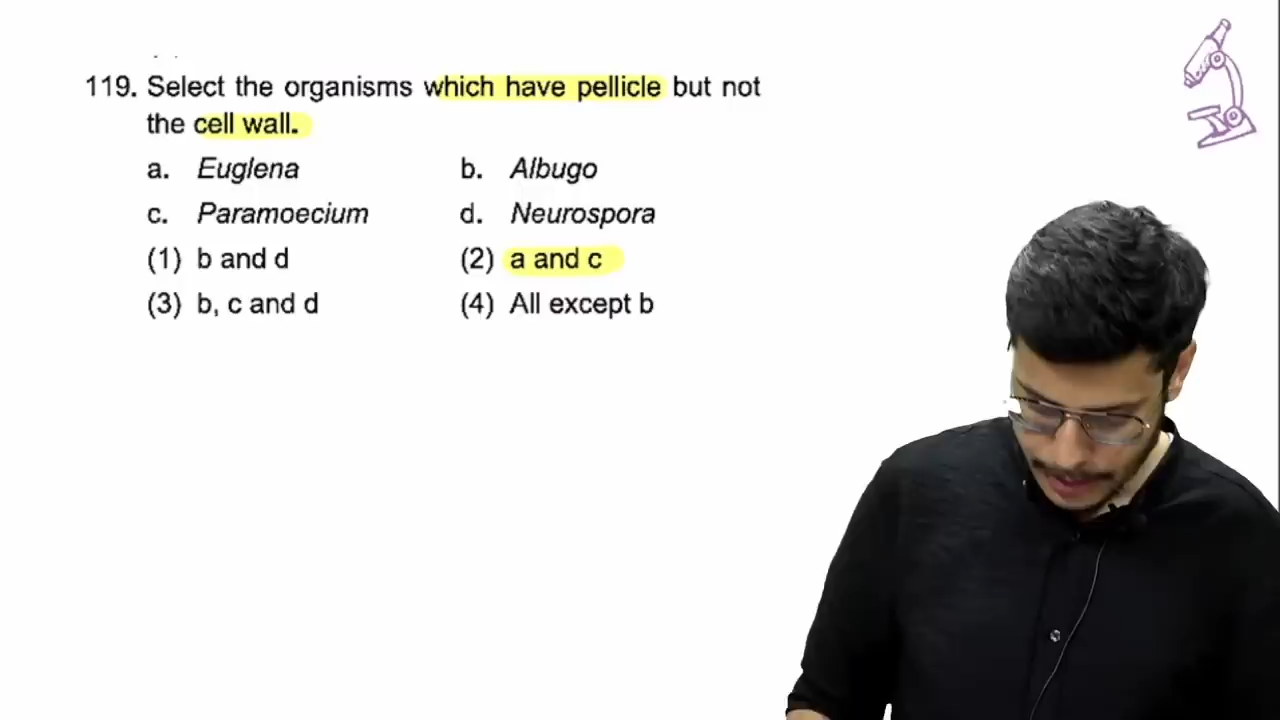 119. Select the organisms which have pellicle but not
the cell wall.
a. Euglena b. Albugo
c. Paramoecium d. Neurospora
(1) b and d (2) a and c
(3) b, c and d (4) All except b